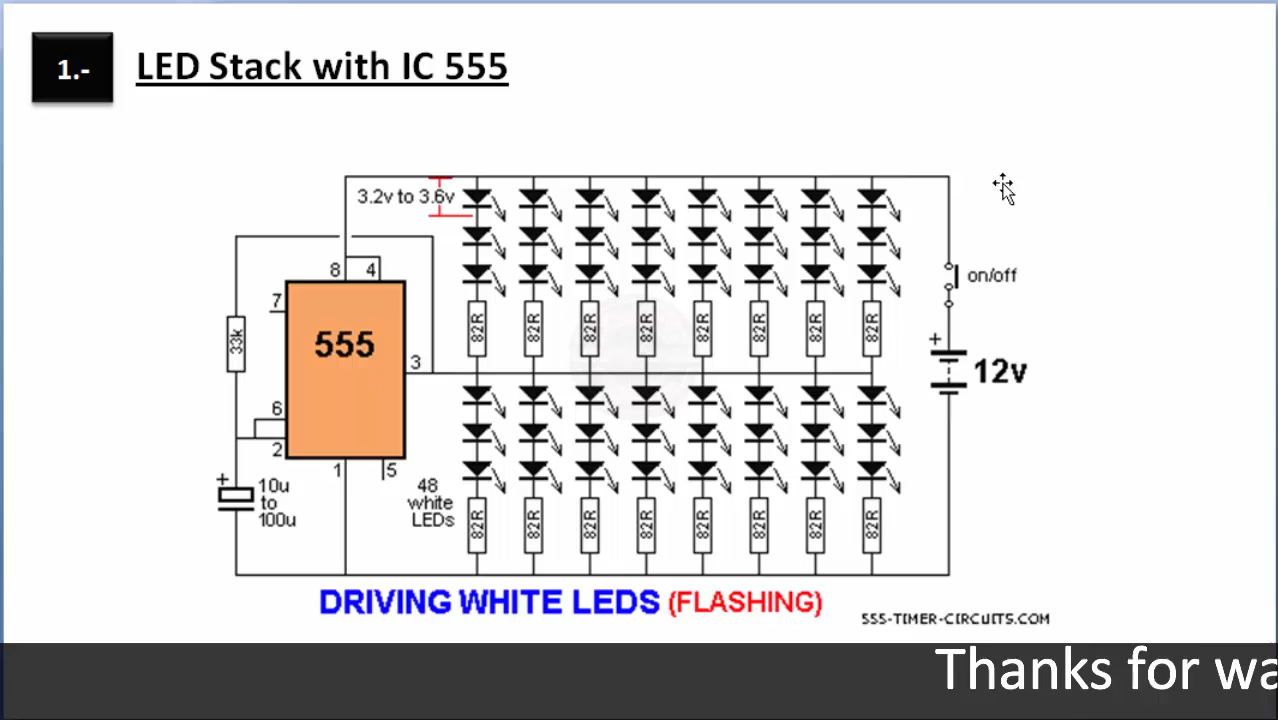 1.-
LED Stack with IC 555
3.2v to 3.6v
8
4
7
on/off
82R 82R 82R 82R 82R 82R 82R 82R
33k
555
+
3
12v
6
2
+
1
5
10u
to
100u
48
white
LEDs
82R 82R 82R 82R 82R 82R 82R 82R
DRIVING WHITE LEDS (FLASHING)
555-TIMER-CIRCUITS.COM
Thanks for wa